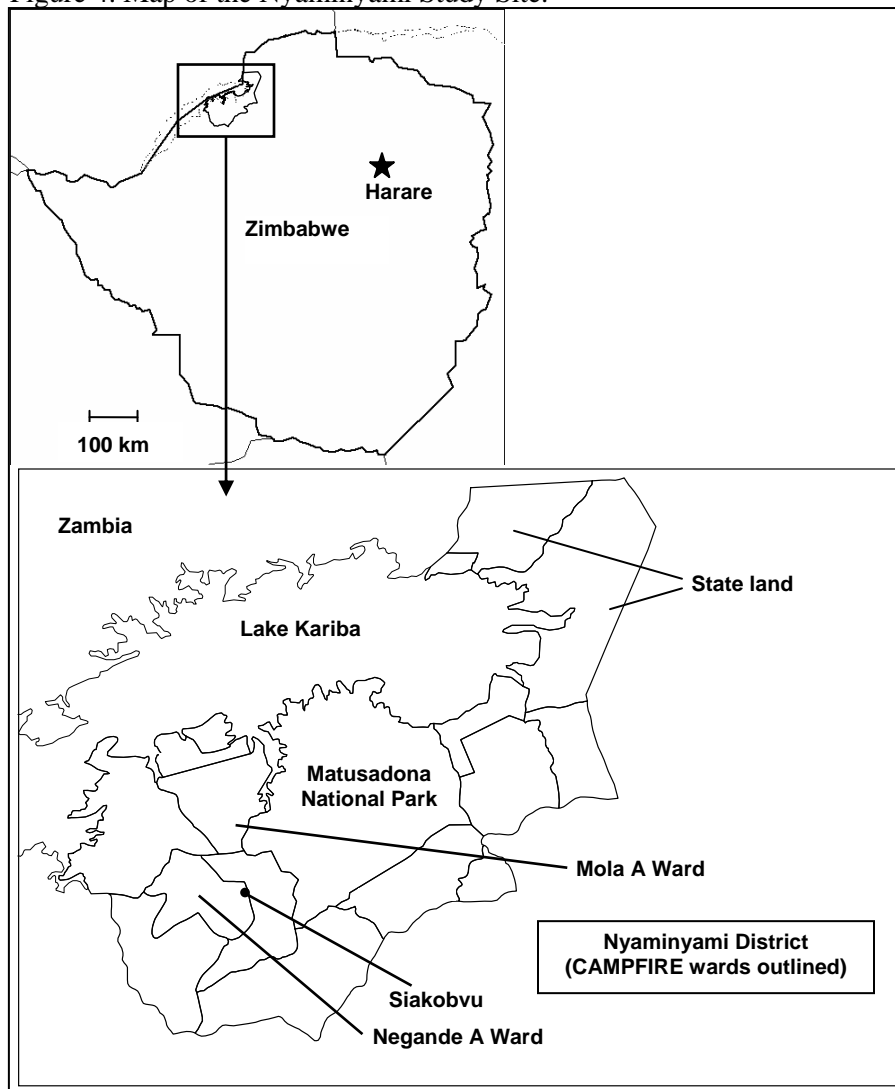 Figure 4. Map of the Nyaminyami Study Site.
Harare
Zimbabwe
100 km
Zambia
State land
Lake Kariba
Matusadona
National Park
Mola A Ward
Nyaminyami District
(CAMPFIRE wards outlined)
Siakobvu
Negande A Ward